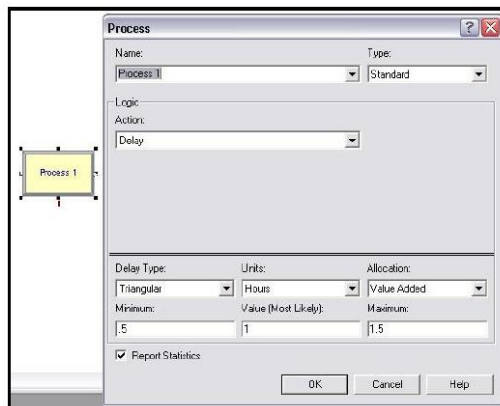 Process
Name:
Type:
Process 1
Standard
Logic
Action:
Delay
Process 1
Delay Type:
Units:
Allocation:
Triangular
Hours
Value Added
Minimum:
Value (Most Likely):
Maximum:
.5
1
1.5
Report Statistics
OK
Cancel
Help